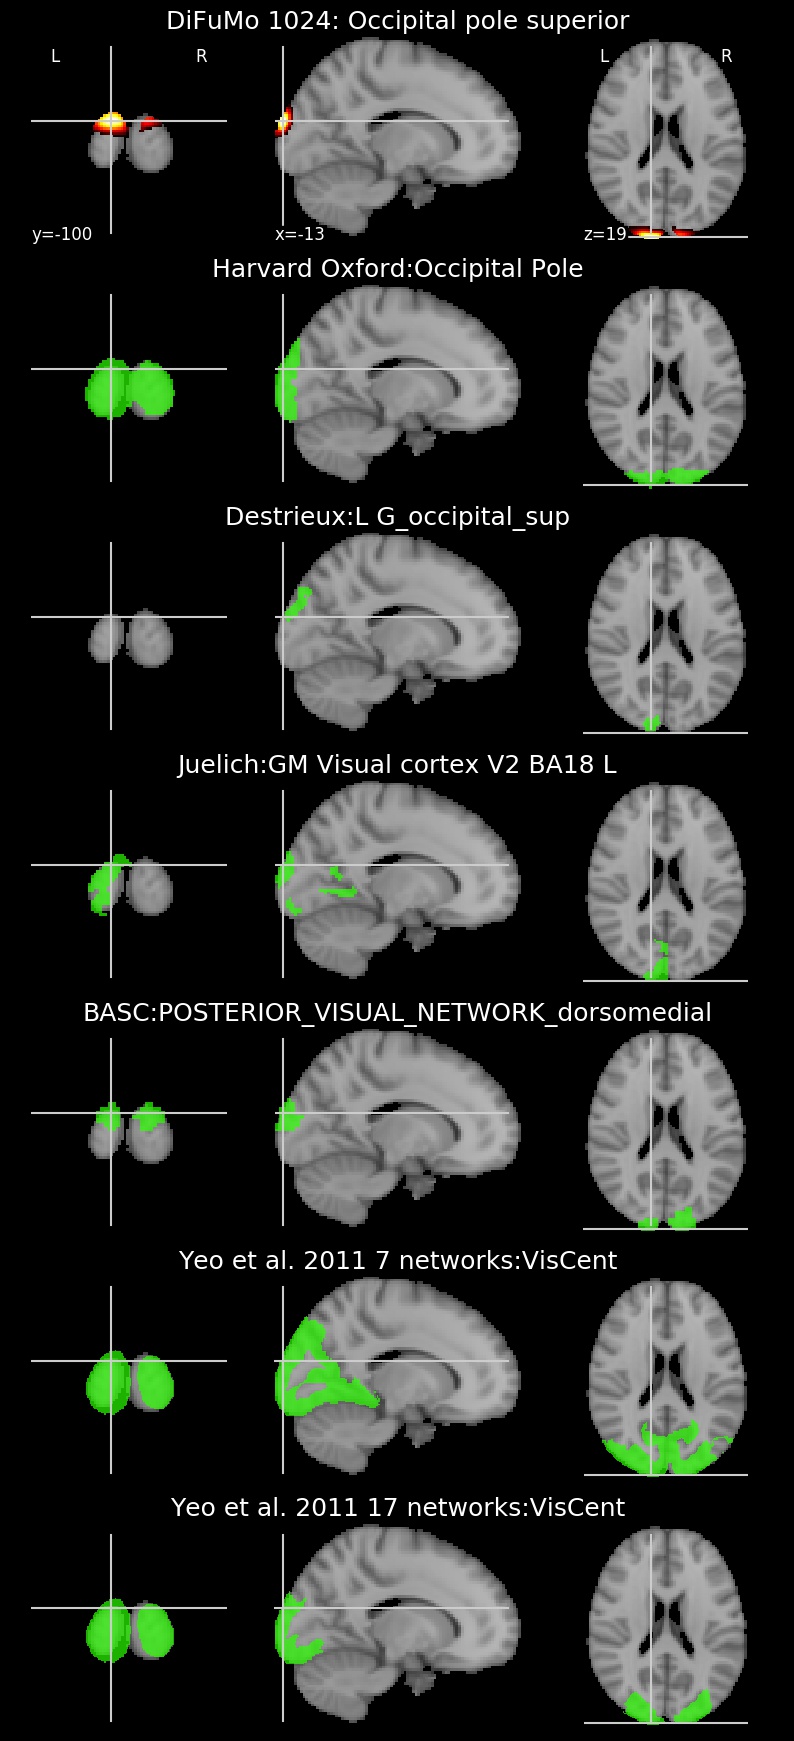 DiFuMo 1024: Occipital pole superior
L R L R
y=-100 x=-13 z=19
Harvard Oxford:Occipital Pole
Destrieux:L G_occipital_sup
Juelich:GM Visual cortex V2 BA18 L
BASC:POSTERIOR_VISUAL_NETWORK_dorsomedial
Yeo et al. 2011 7 networks:VisCent
Yeo et al. 2011 17 networks:VisCent